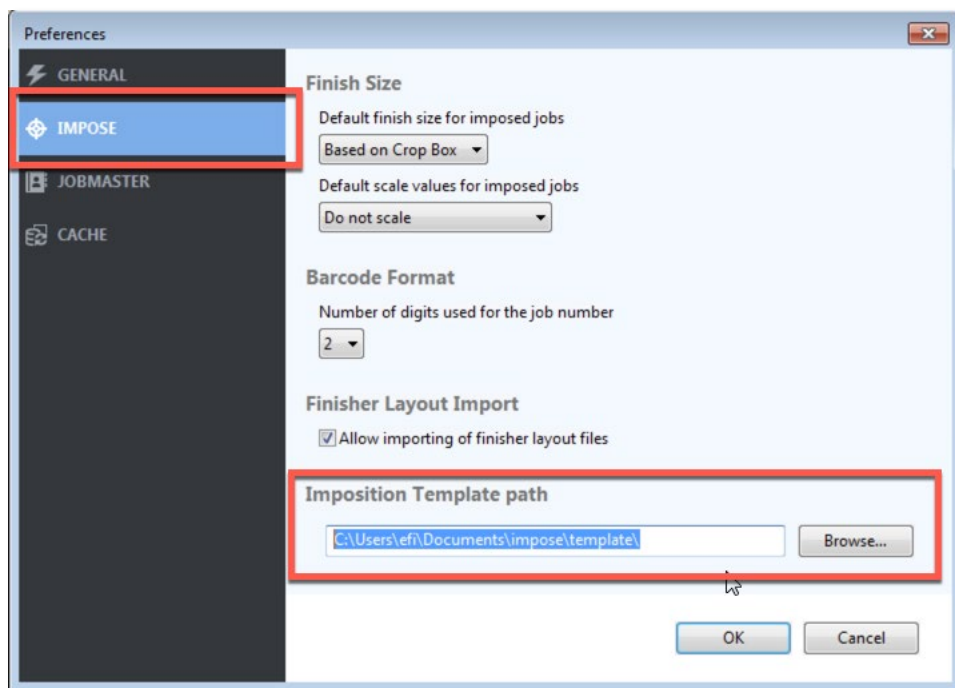 Preferences
GENERAL
IMPOSE
JOBMASTER
CACHE
Finish Size
Default finish size for imposed jobs
Based on Crop Box
Default scale values for imposed jobs
Do not scale
Barcode Format
Number of digits used for the job number
2
Finisher Layout Import
Allow importing of finisher layout files
Imposition Template path
C:\Users\efi\Documents\impose\template\
Browse...
OK
Cancel